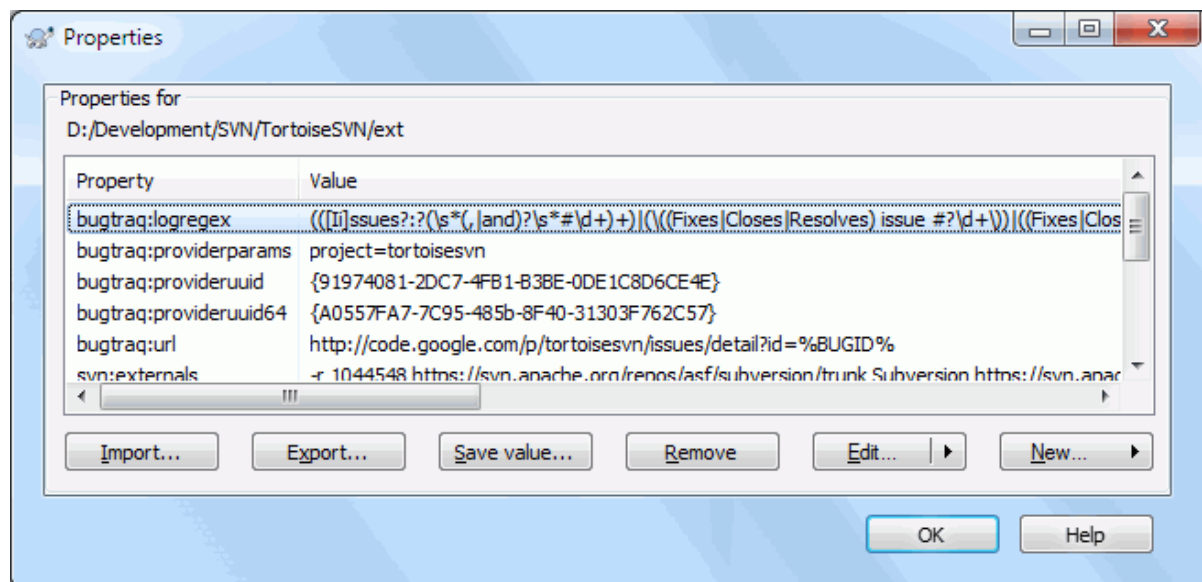 Properties
Properties for
D:/Development/SVN/TortoiseSVN/ext
Property Value
bugtraq:logregex (([Ii]ssues?:?(\s*(,|and)?\s*#\d+)+)|(\((Fixes|Closes|Resolves) issue #?\d+\))|((Fixes|Clos
bugtraq:providerparams project=tortoisesvn
bugtraq:provideruuid {91974081-2DC7-4FB1-B3BE-0DE1C8D6CE4E}
bugtraq:provideruuid64 {A0557FA7-7C95-485b-8F40-31303F762C57}
bugtraq:url http://code.google.com/p/tortoisesvn/issues/detail?id=%BUGID%
svn:externals -r 1044548 https://svn.apache.org/repos/asf/subversion/trunk Subversion https://svn.apac
Import... Export... Save value... Remove Edit... New...
OK Help